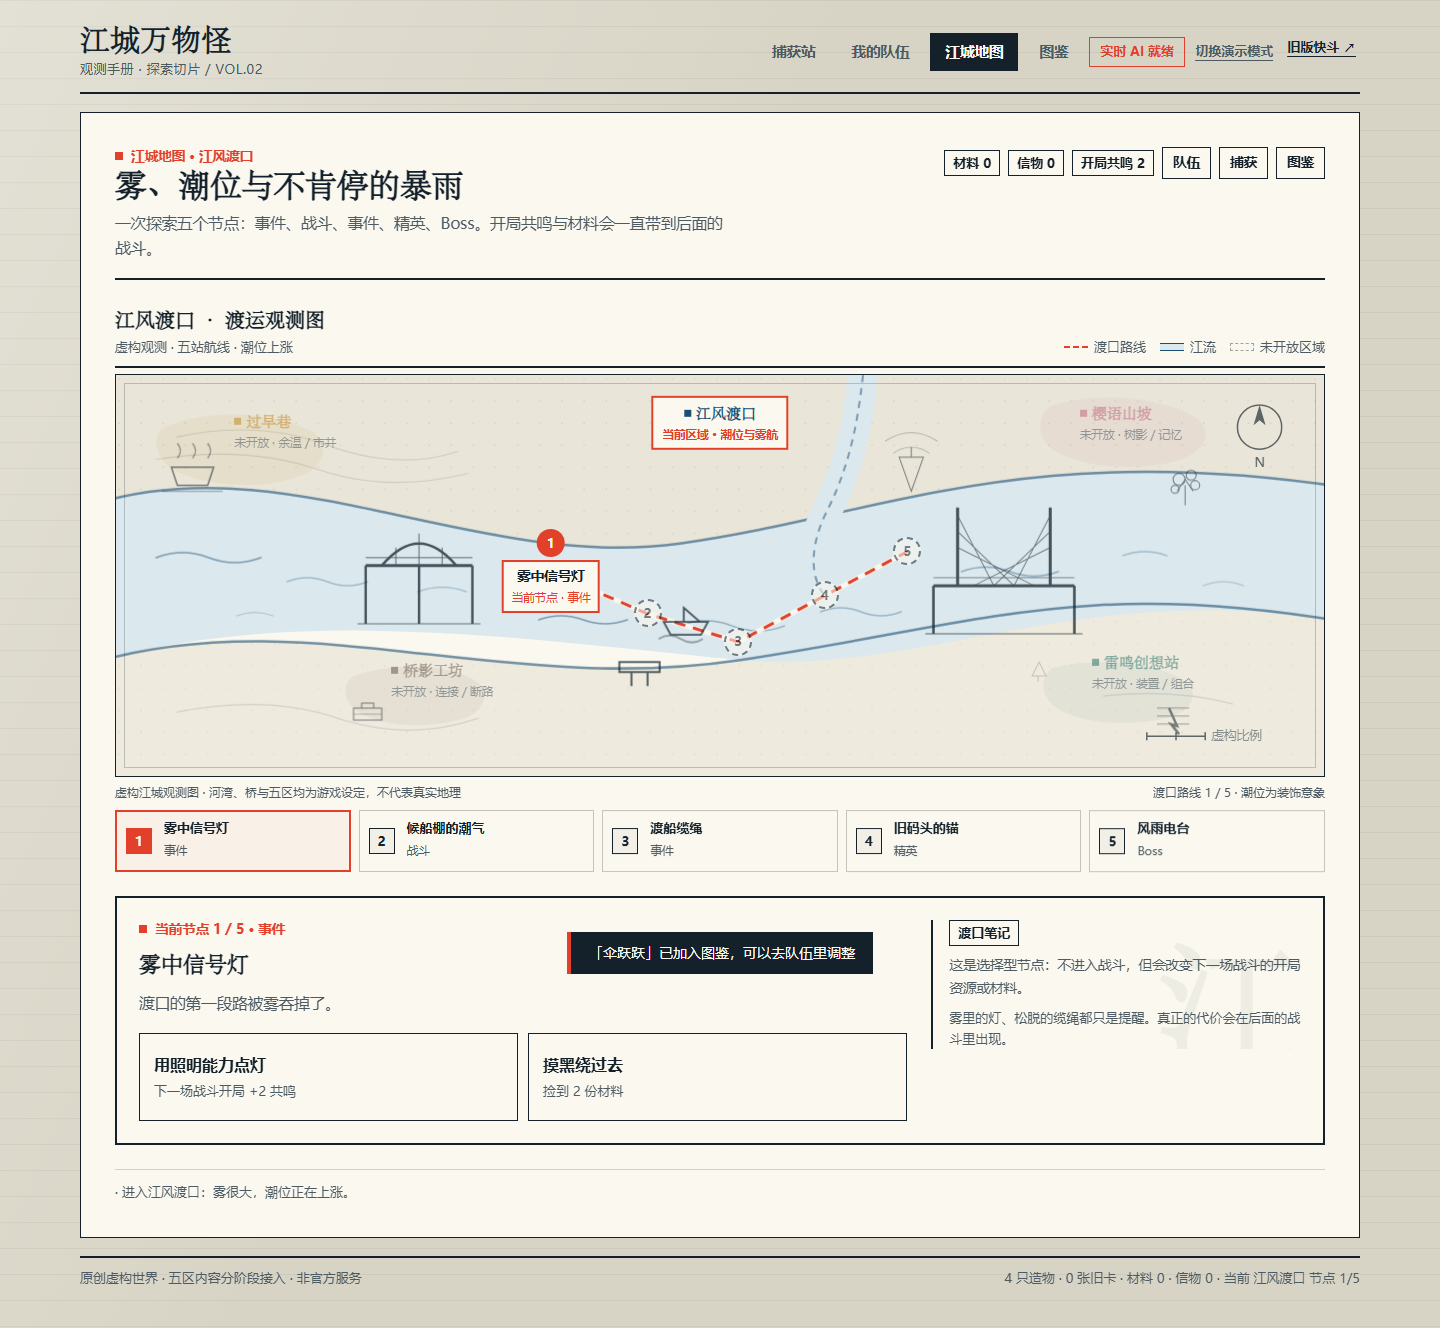 江城万物怪
观测手册 · 探索切片 / VOL.02
捕获站
我的队伍
江城地图
图鉴
实时 AI 就绪
切换演示模式
旧版快斗 ↗
江城地图 • 江风渡口
雾、潮位与不肯停的暴雨
一次探索五个节点：事件、战斗、事件、精英、Boss。开局共鸣与材料会一直带到后面的
战斗。
材料 0
信物 0
开局共鸣 2
队伍
捕获
图鉴
江风渡口 · 渡运观测图
虚构观测 · 五站航线 · 潮位上涨
渡口路线
江流
未开放区域
过早巷
未开放 · 余温 / 市井
江风渡口
当前区域 • 潮位与雾航
樱语山坡
未开放 · 树影 / 记忆
N
1
雾中信号灯
当前节点 · 事件
2
3
4
5
桥影工坊
未开放 · 连接 / 断路
雷鸣创想站
未开放 · 装置 / 组合
虚构比例
虚构江城观测图 · 河湾、桥与五区均为游戏设定，不代表真实地理
渡口路线 1 / 5 · 潮位为装饰意象
1
雾中信号灯
事件
2
候船棚的潮气
战斗
3
渡船缆绳
事件
4
旧码头的锚
精英
5
风雨电台
Boss
当前节点 1 / 5 • 事件
雾中信号灯
渡口的第一段路被雾吞掉了。
「伞跃跃」已加入图鉴，可以去队伍里调整
用照明能力点灯
下一场战斗开局 +2 共鸣
摸黑绕过去
捡到 2 份材料
渡口笔记
这是选择型节点：不进入战斗，但会改变下一场战斗的开局
资源或材料。
雾里的灯、松脱的缆绳都只是提醒。真正的代价会在后面的战
斗里出现。
江
· 进入江风渡口：雾很大，潮位正在上涨。
原创虚构世界 · 五区内容分阶段接入 · 非官方服务
4 只造物 · 0 张旧卡 · 材料 0 · 信物 0 · 当前 江风渡口 节点 1/5